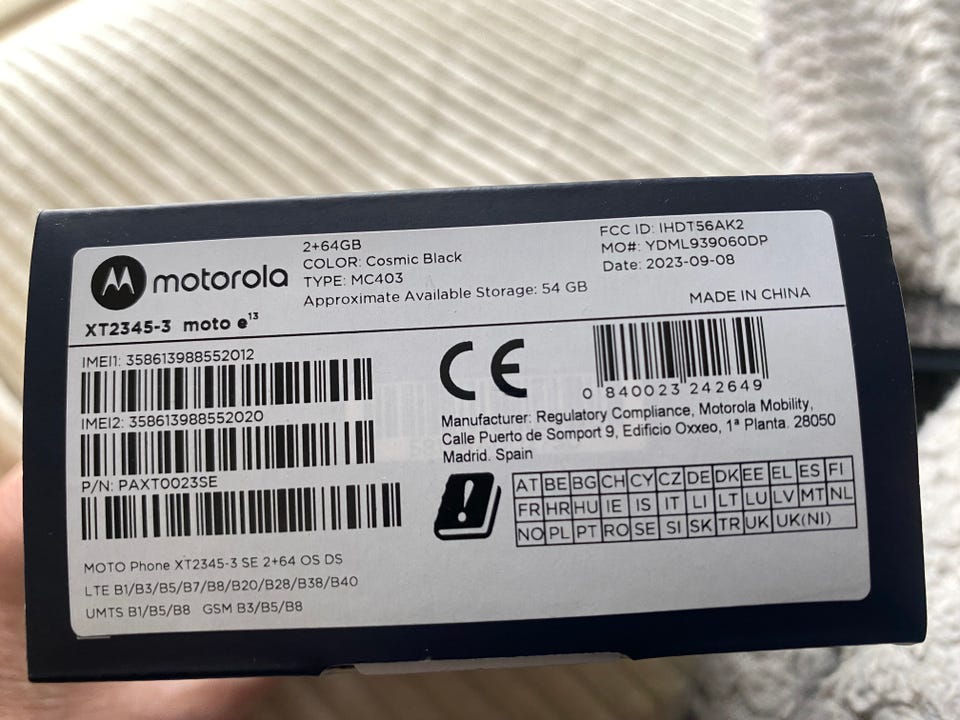 motorola
2+64GB
COLOR: Cosmic Black
TYPE: MC403
Approximate Available Storage: 54 GB
FCC ID: IHDT56AK2
MO#: YDML939060DP
Date: 2023-09-08
MADE IN CHINA
XT2345-3 moto e¹³
IMEI1: 358613988552012
IMEI2: 358613988552020
P/N: PAXT0023SE
MOTO Phone XT2345-3 SE 2+64 OS DS
LTE B1/B3/B5/B7/B8/B20/B28/B38/B40
UMTS B1/B5/B8 GSM B3/B5/B8
CE
0 840023 242649
Manufacturer: Regulatory Compliance, Motorola Mobility,
Calle Puerto de Somport 9, Edificio Oxxeo, 1ª Planta. 28050
Madrid. Spain
AT BE BG CH CY CZ DE DK EE EL ES FI
FR HR HU IE IS IT LI LT LU LV MT NL
NO PL PT RO SE SI SK TR UK UK(NI)